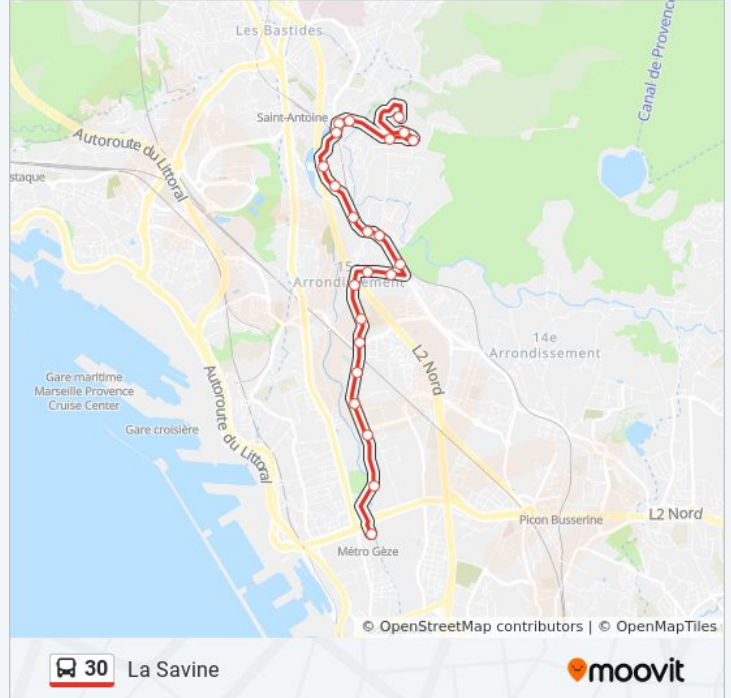 Les Bastides
Canal de Provence
Saint-Antoine
Autoroute du Littoral
staque
15
Arrondissement
14e
Arrondissement
L2 Nord
Gare maritime
Marseille Provence
Cruise Center
Autoroute du Littoral
Gare croisière
Picon Busserine
L2 Nord
Métro Gèze
© OpenStreetMap contributors | © OpenMapTiles
30 La Savine
moovit